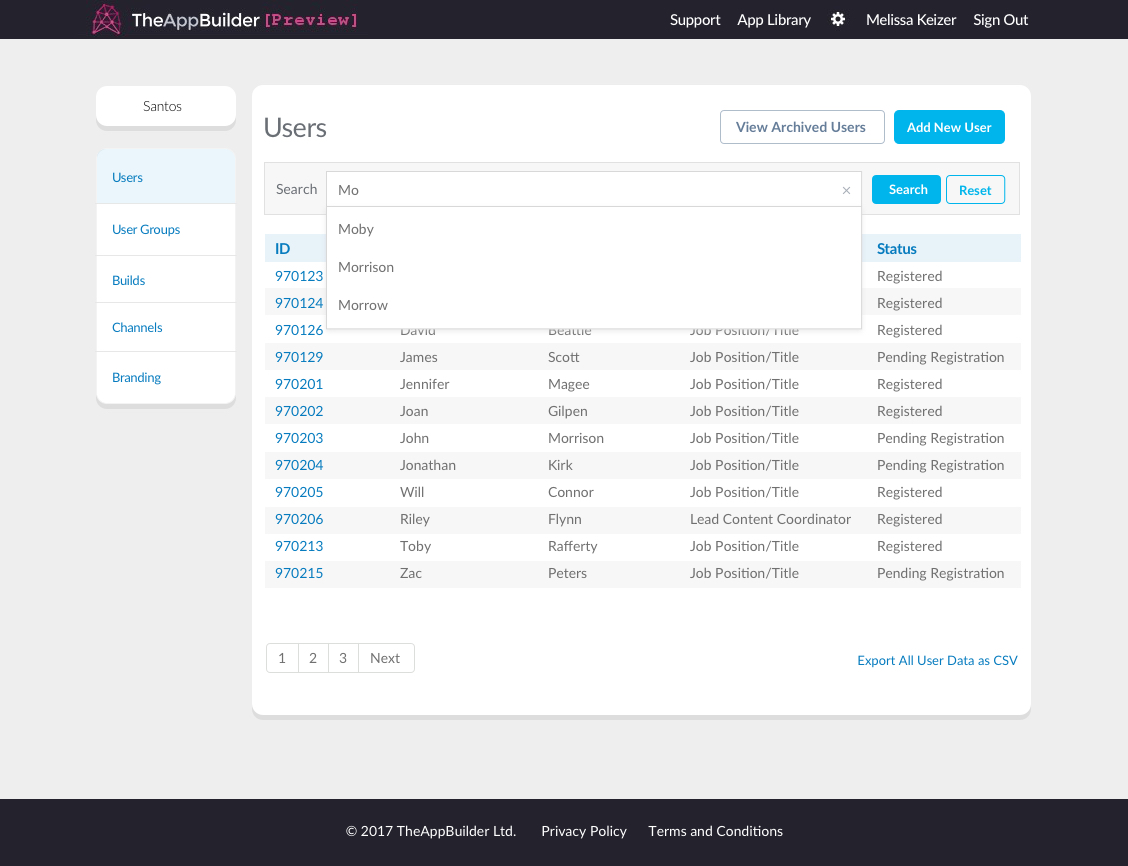 TheAppBuilder [Preview] Support App Library Melissa Keizer Sign Out
Santos
Users
User Groups
Builds
Channels
Branding
Users View Archived Users Add New User
Search Mo × Search Reset
Moby
Morrison
Morrow
ID Status
970123 Registered
970124 Registered
970126 David Beattie Job Position/Title Registered
970129 James Scott Job Position/Title Pending Registration
970201 Jennifer Magee Job Position/Title Registered
970202 Joan Gilpen Job Position/Title Registered
970203 John Morrison Job Position/Title Pending Registration
970204 Jonathan Kirk Job Position/Title Pending Registration
970205 Will Connor Job Position/Title Registered
970206 Riley Flynn Lead Content Coordinator Registered
970213 Toby Rafferty Job Position/Title Registered
970215 Zac Peters Job Position/Title Pending Registration
1 2 3 Next Export All User Data as CSV
© 2017 TheAppBuilder Ltd. Privacy Policy Terms and Conditions